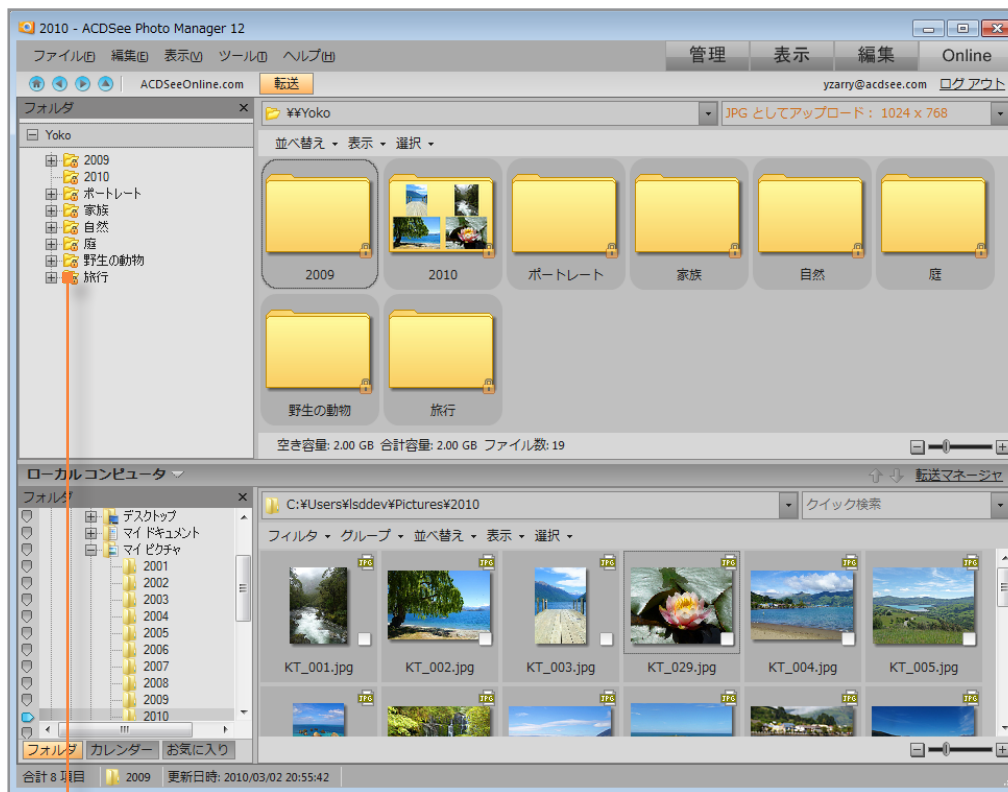 2010 - ACDSee Photo Manager 12
ファイル(F) 編集(E) 表示(V) ツール(T) ヘルプ(H)
管理 表示 編集 Online
ACDSeeOnline.com 転送 yzarry@acdsee.com ログ アウト
フォルダ ×
¥¥Yoko JPG としてアップロード： 1024 x 768
Yoko
並べ替え 表示 選択
2009
2010
ポートレート
家族
自然
庭
野生の動物
旅行
2009 2010 ポートレート 家族 自然 庭
野生の動物 旅行
空き容量: 2.00 GB 合計容量: 2.00 GB ファイル数: 19
ローカル コンピュータ 転送マネージャ
フォルダ ×
C:¥Users¥lsddev¥Pictures¥2010 クイック検索
フィルタ グループ 並べ替え 表示 選択
デスクトップ
マイ ドキュメント
マイ ピクチャ
2001
2002
2003
2004
2005
2006
2007
2008
2009
2010
JPG JPG JPG JPG JPG JPG
KT_001.jpg KT_002.jpg KT_003.jpg KT_029.jpg KT_004.jpg KT_005.jpg
JPG JPG JPG JPG JPG JPG
フォルダ カレンダー お気に入り
合計 8 項目 2009 更新日時: 2010/03/02 20:55:42